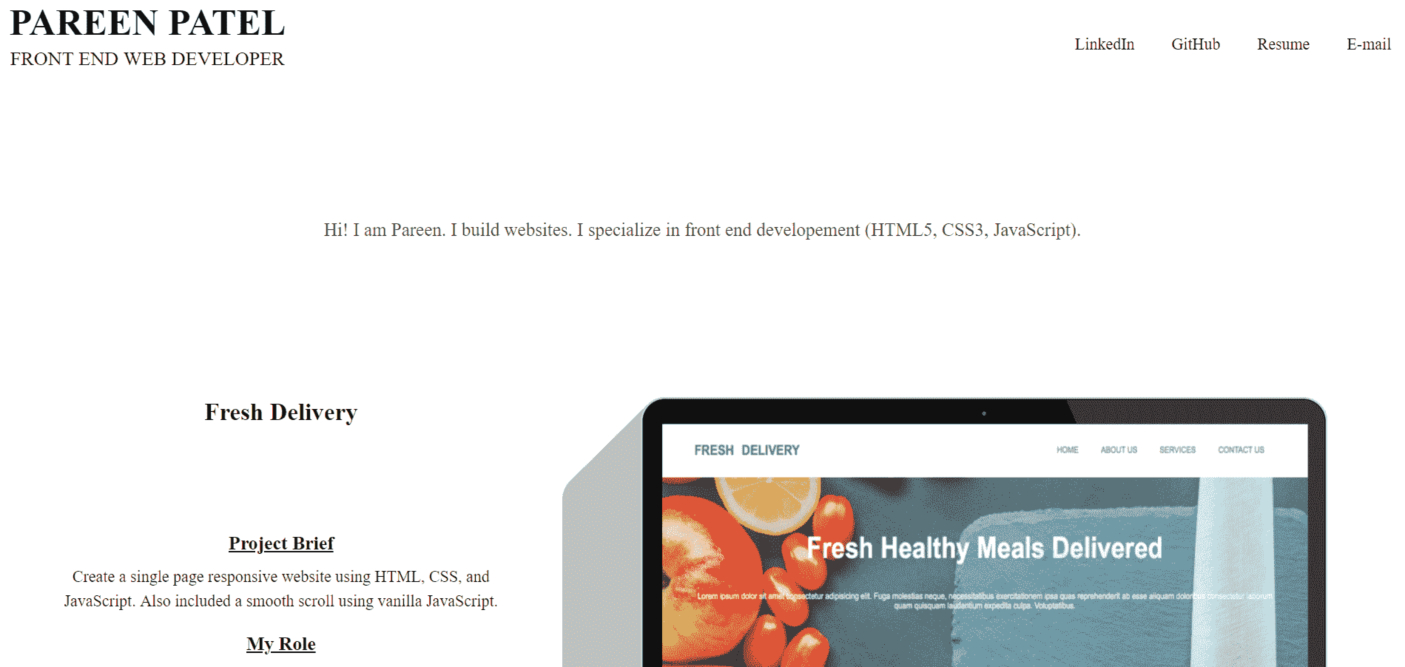 PAREEN PATEL
FRONT END WEB DEVELOPER
LinkedIn GitHub Resume E-mail
Hi! I am Pareen. I build websites. I specialize in front end developement (HTML5, CSS3, JavaScript).
Fresh Delivery
Project Brief
Create a single page responsive website using HTML, CSS, and
JavaScript. Also included a smooth scroll using vanilla JavaScript.
My Role
FRESH DELIVERY
HOME ABOUT US SERVICES CONTACT US
Fresh Healthy Meals Delivered
Lorem ipsum dolor sit amet consectetur adipisicing elit. Fuga molestias neque, necessitatibus exercitationem ipsa quas reprehenderit ab esse aliquam doloribus consectetur laborum
quam quisquam laudantium expedita culpa. Voluptatibus.